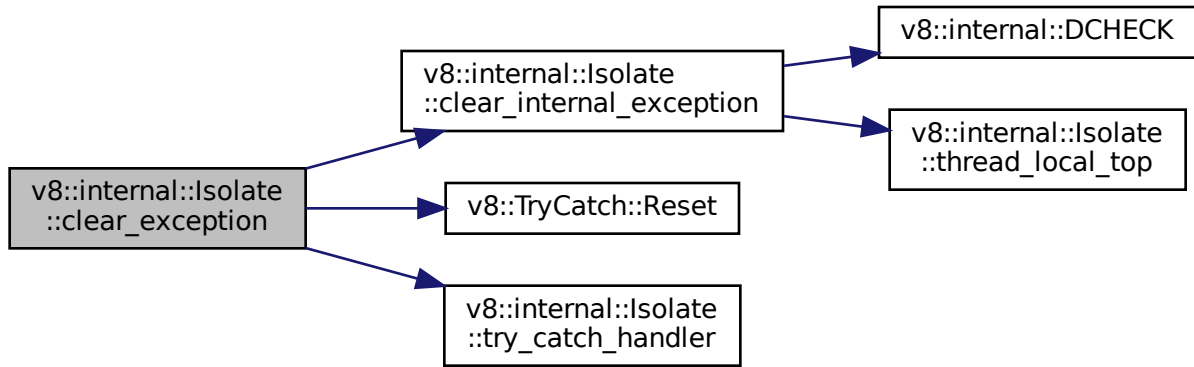 v8::internal::Isolate
::clear_exception
v8::internal::Isolate
::clear_internal_exception
v8::TryCatch::Reset
v8::internal::Isolate
::try_catch_handler
v8::internal::DCHECK
v8::internal::Isolate
::thread_local_top